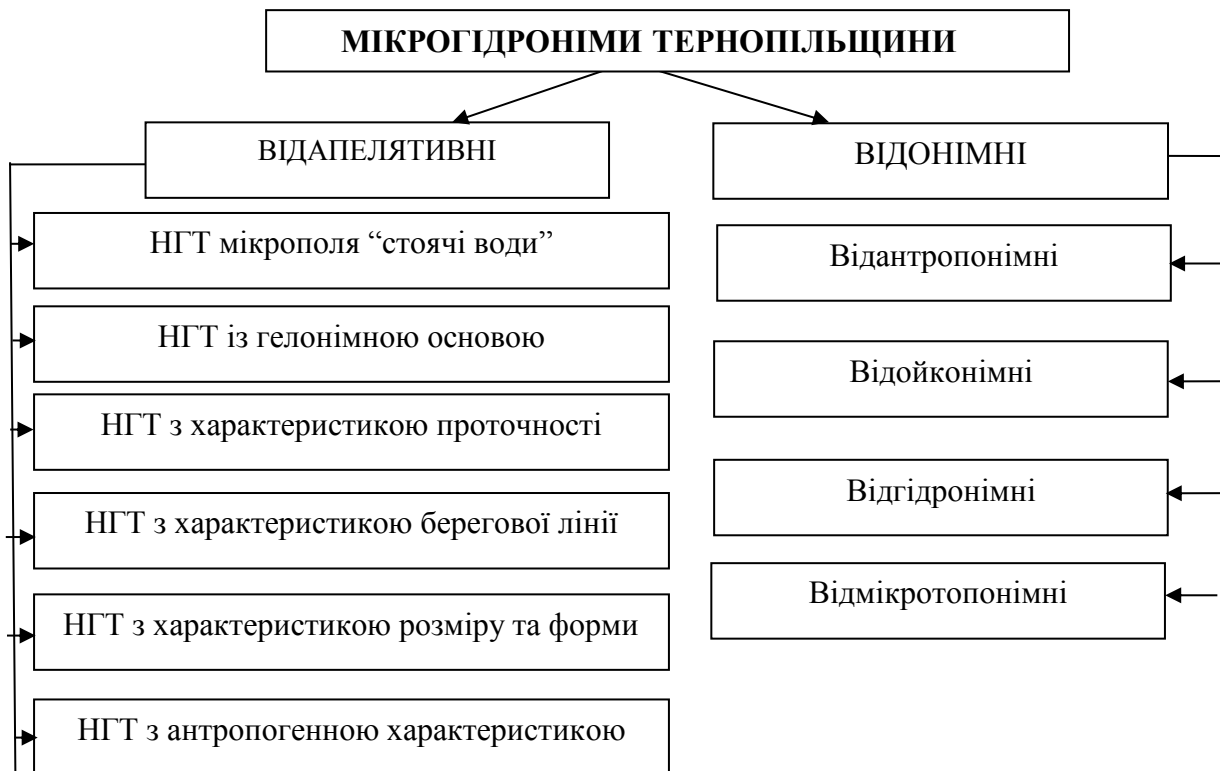 МІКРОГІДРОНІМИ ТЕРНОПІЛЬЩИНИ
ВІДАПЕЛЯТИВНІ
ВІДОНІМНІ
НГТ мікрополя “стоячі води”
НГТ із гелонімною основою
НГТ з характеристикою проточності
НГТ з характеристикою берегової лінії
НГТ з характеристикою розміру та форми
НГТ з антропогенною характеристикою
Відантропонімні
Відойконімні
Відгідронімні
Відмікротопонімні